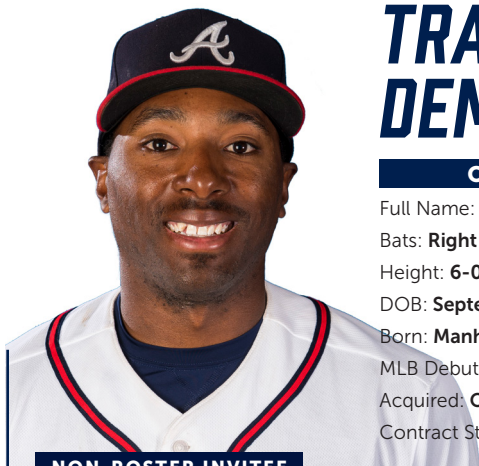 A
TRA
DEM
Full Name:
Bats: Right
Height: 6-0
DOB: Septe
Born: Manh
MLB Debut
Acquired:
Contract St
NON-ROSTER INVITEE